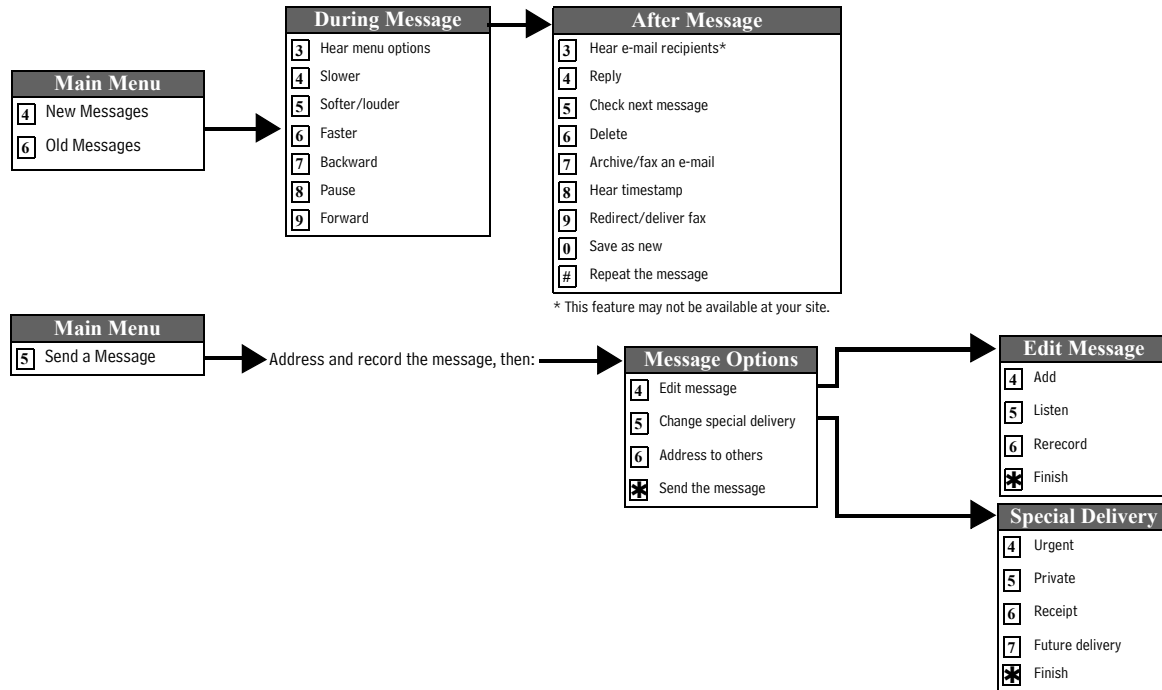 Main Menu
4 New Messages
6 Old Messages
During Message
3 Hear menu options
4 Slower
5 Softer/louder
6 Faster
7 Backward
8 Pause
9 Forward
After Message
3 Hear e-mail recipients*
4 Reply
5 Check next message
6 Delete
7 Archive/fax an e-mail
8 Hear timestamp
9 Redirect/deliver fax
0 Save as new
# Repeat the message
* This feature may not be available at your site.
Main Menu
5 Send a Message
Address and record the message, then:
Message Options
4 Edit message
5 Change special delivery
6 Address to others
* Send the message
Edit Message
4 Add
5 Listen
6 Rerecord
* Finish
Special Delivery
4 Urgent
5 Private
6 Receipt
7 Future delivery
* Finish